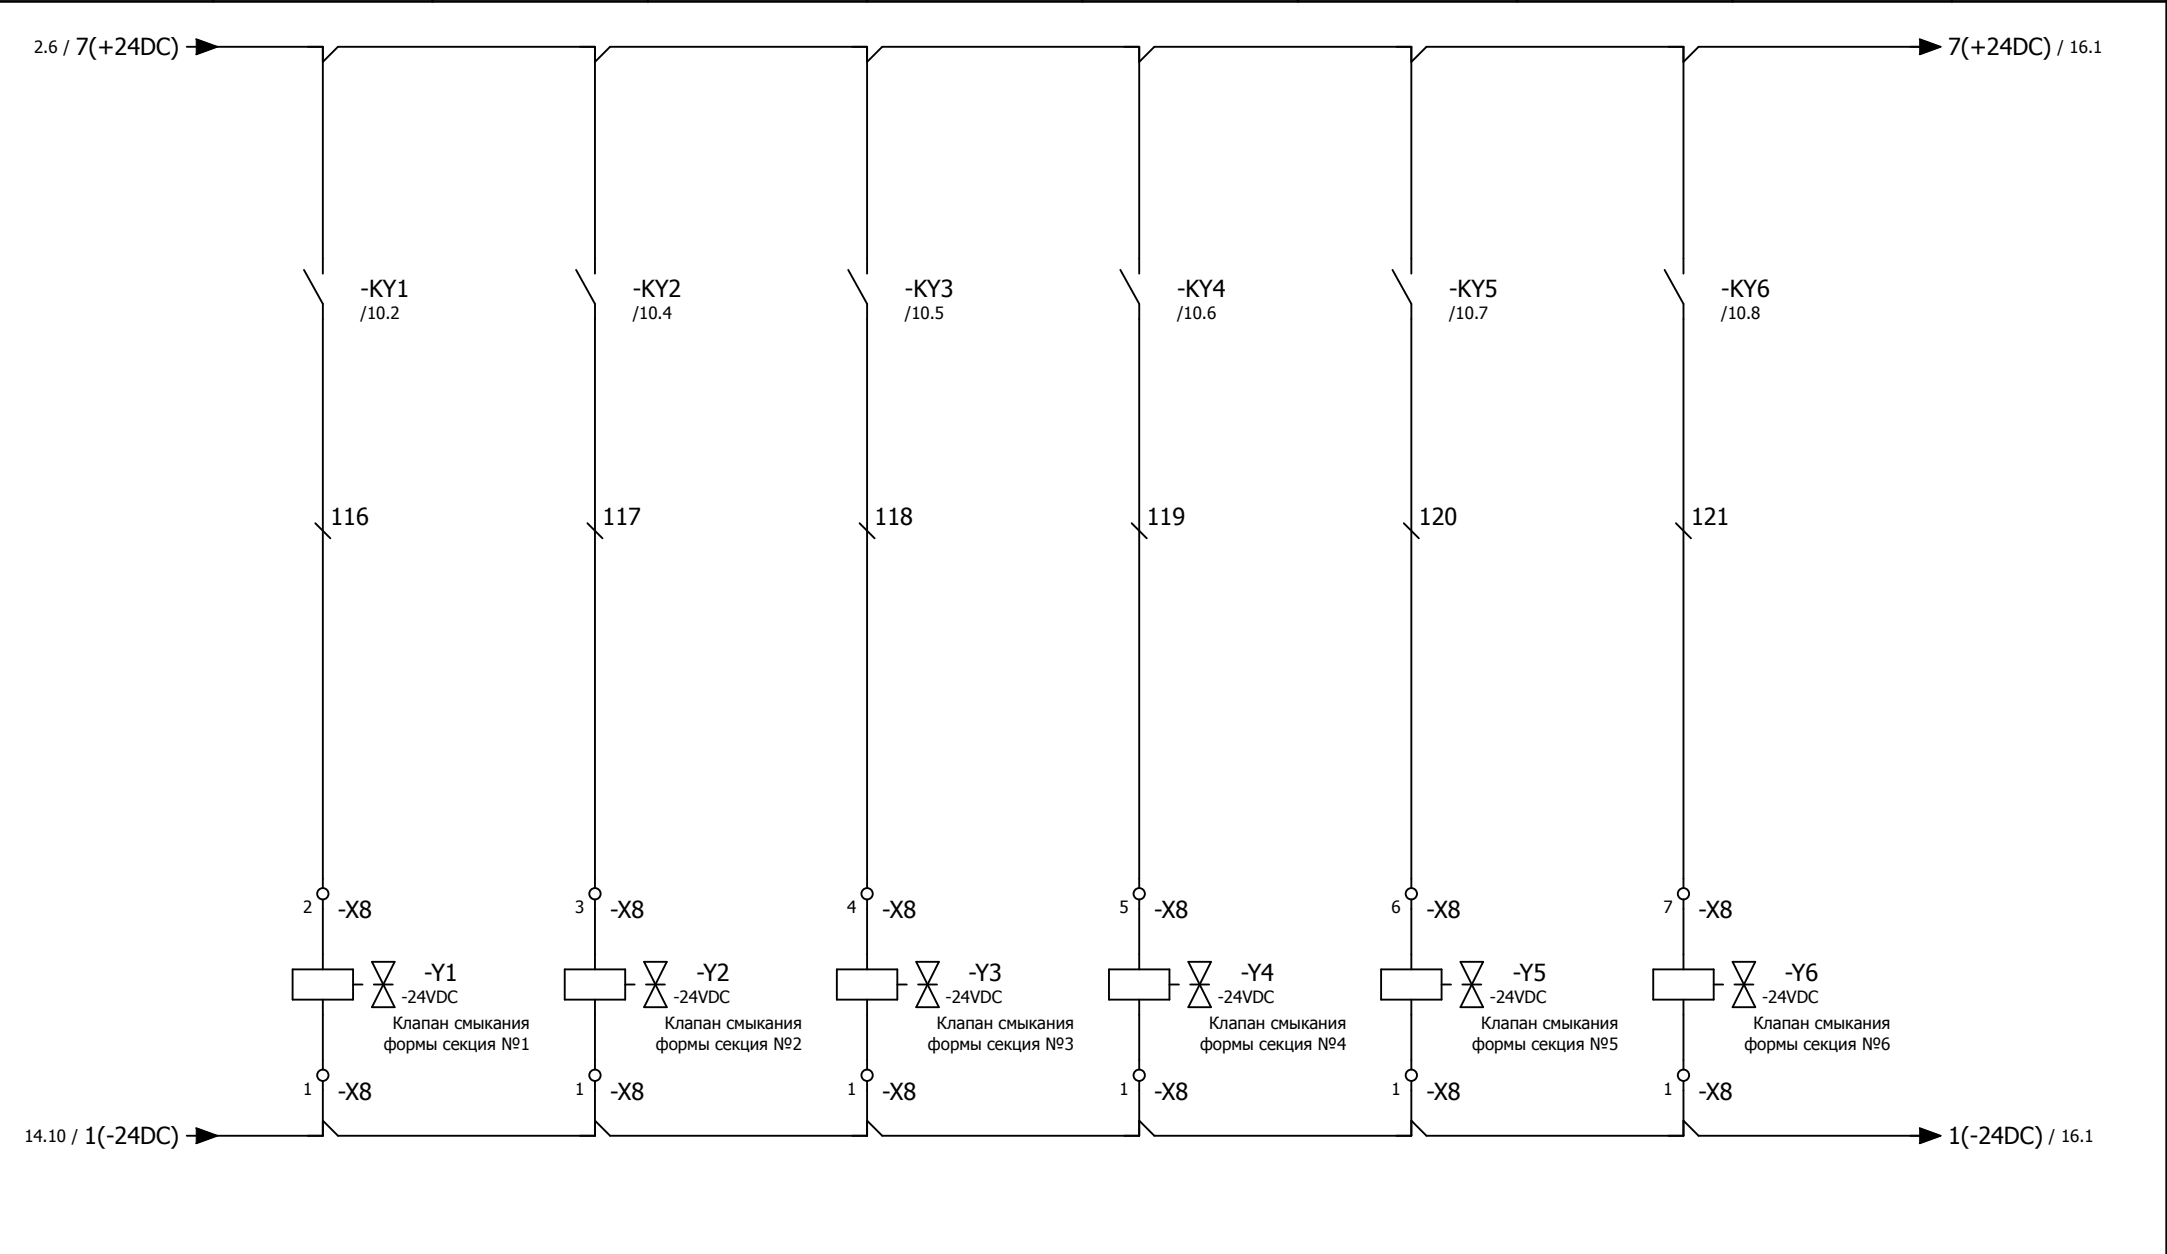 2.6 / 7(+24DC)
7(+24DC) / 16.1
-KY1
/10.2
-KY2
/10.4
-KY3
/10.5
-KY4
/10.6
-KY5
/10.7
-KY6
/10.8
116
117
118
119
120
121
2 -X8
3 -X8
4 -X8
5 -X8
6 -X8
7 -X8
-Y1
-24VDC
Клапан смыкания
формы секция №1
-Y2
-24VDC
Клапан смыкания
формы секция №2
-Y3
-24VDC
Клапан смыкания
формы секция №3
-Y4
-24VDC
Клапан смыкания
формы секция №4
-Y5
-24VDC
Клапан смыкания
формы секция №5
-Y6
-24VDC
Клапан смыкания
формы секция №6
1 -X8
1 -X8
1 -X8
1 -X8
1 -X8
1 -X8
14.10 / 1(-24DC)
1(-24DC) / 16.1